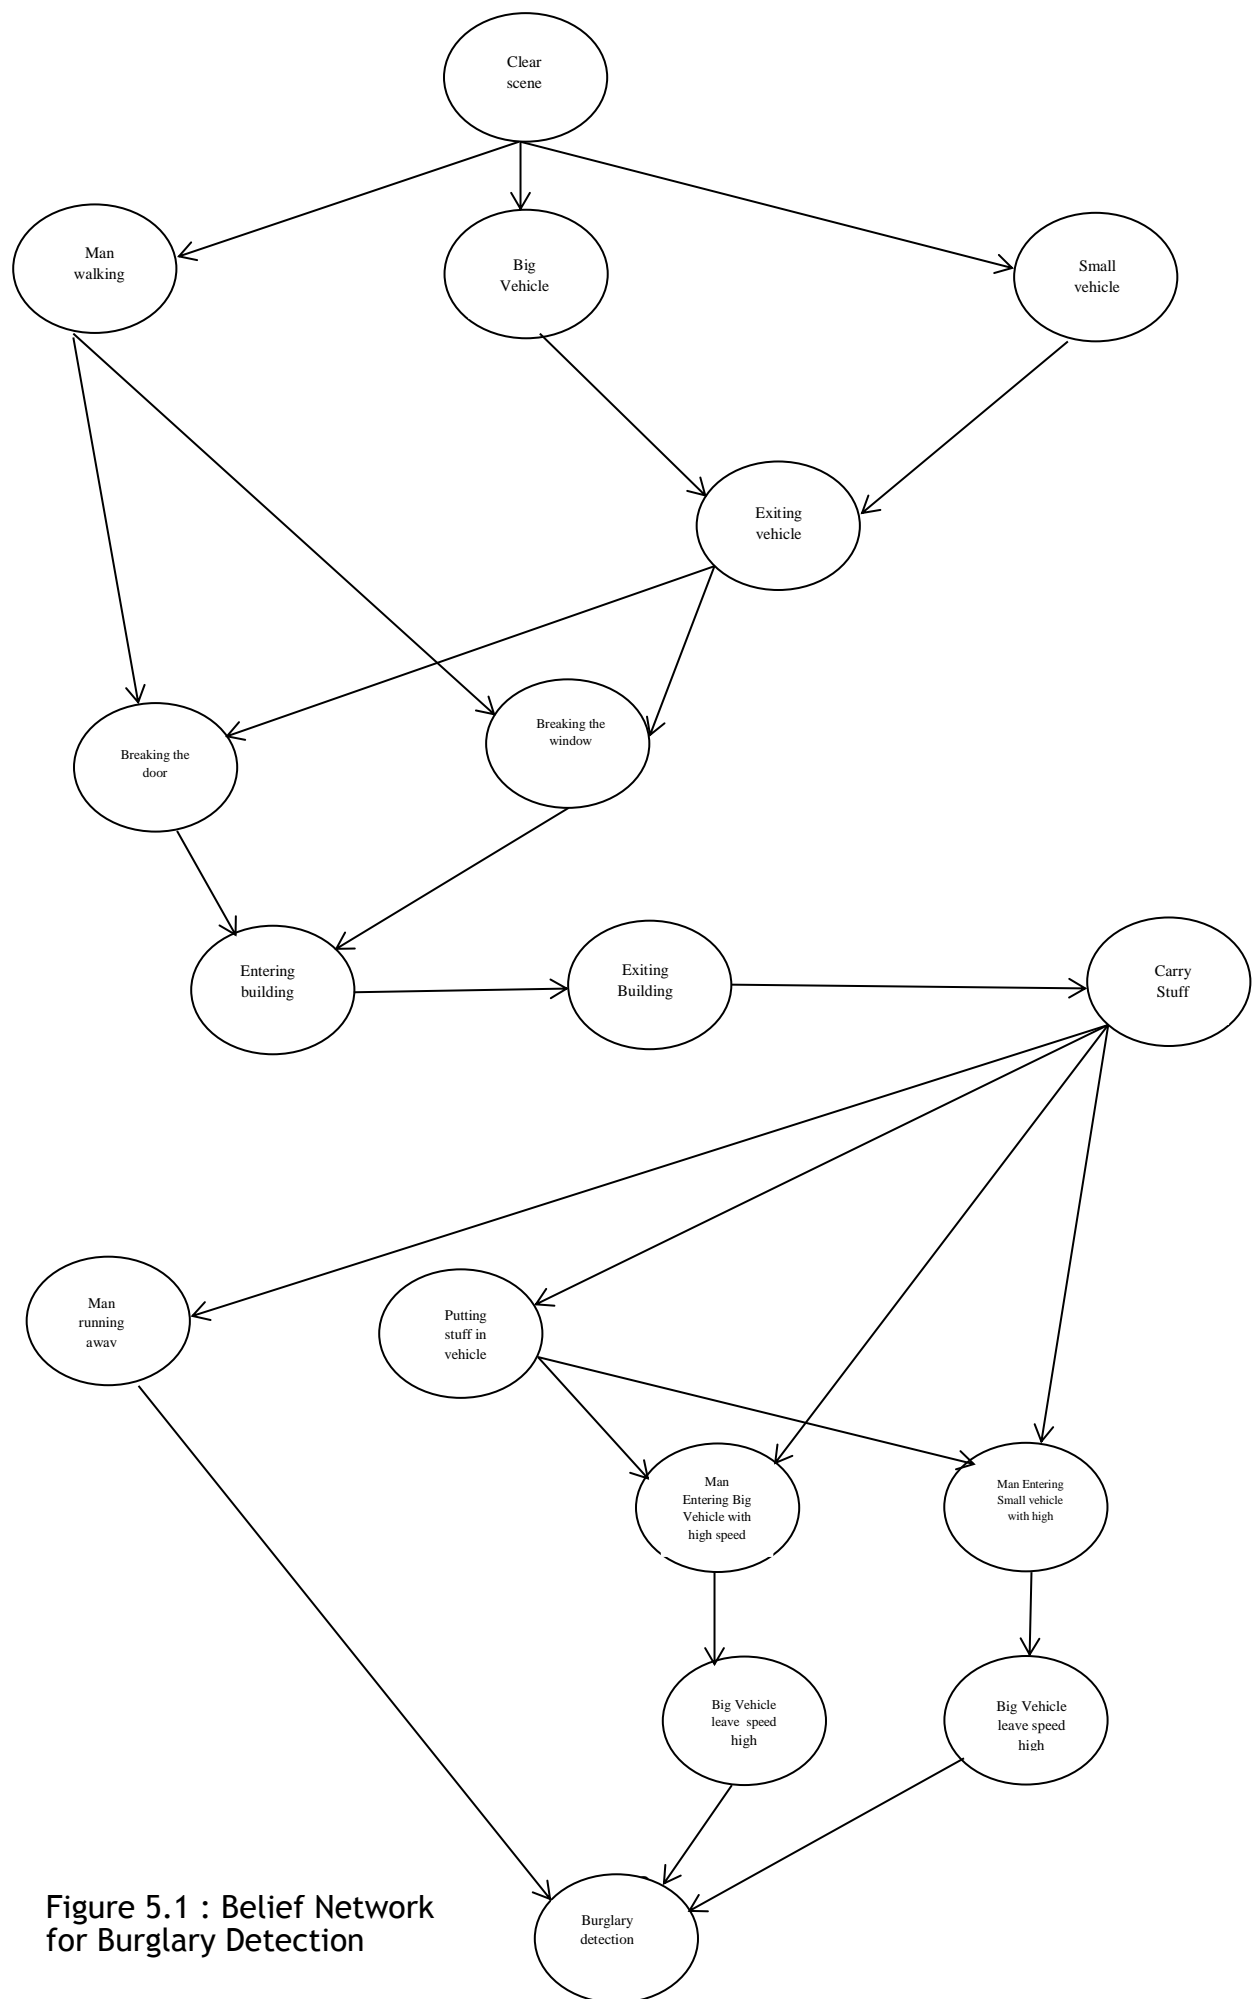 Clear
scene
Man
walking
Big
Vehicle
Small
vehicle
Exiting
vehicle
Breaking the
door
Breaking the
window
Entering
building
Exiting
Building
Carry
Stuff
Man
running
away
Putting
stuff in
vehicle
Man
Entering Big
Vehicle with
high speed
Man Entering
Small vehicle
with high
Big Vehicle
leave speed
high
Big Vehicle
leave speed
high
Burglary
detection
Figure 5.1 : Belief Network
for Burglary Detection